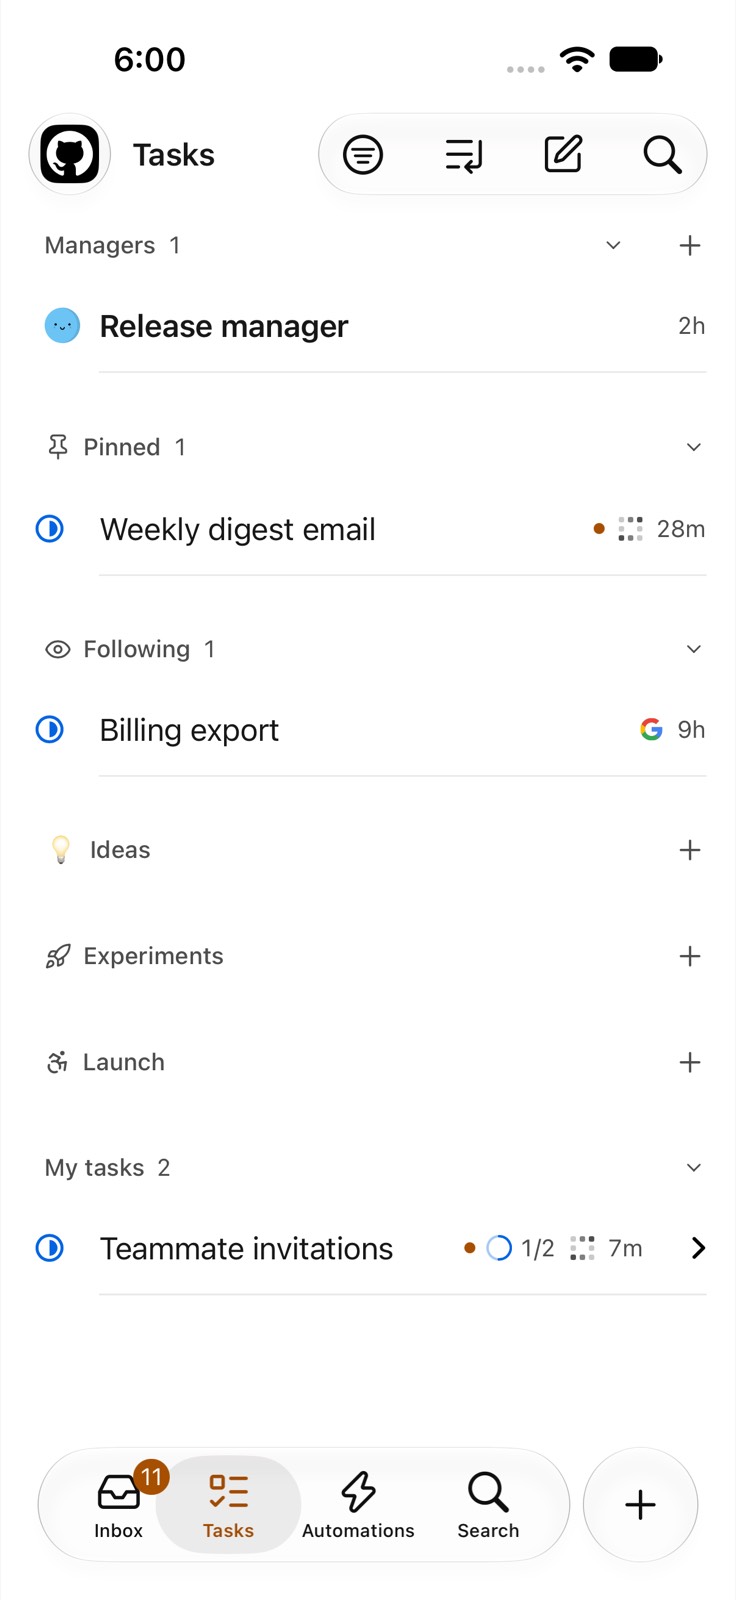 6:00
Tasks
Managers 1
Release manager 2h
Pinned 1
Weekly digest email 28m
Following 1
Billing export 9h
Ideas
Experiments
Launch
My tasks 2
Teammate invitations 1/2 7m
11
Inbox Tasks Automations Search